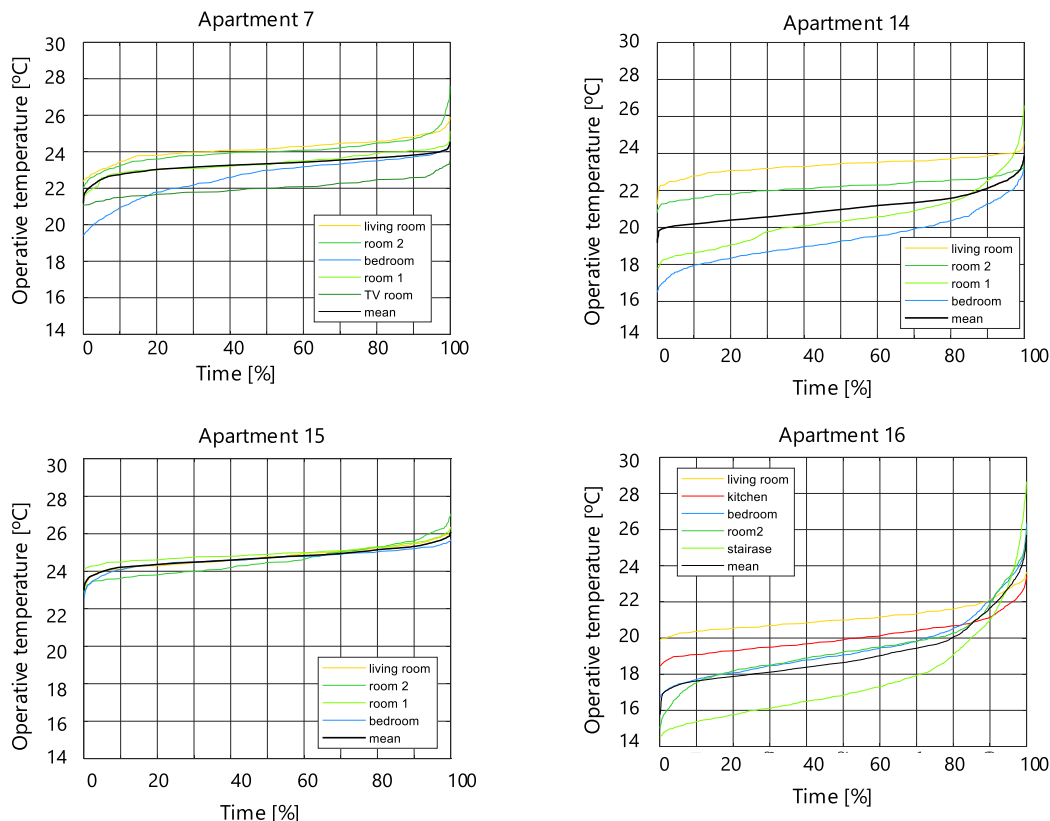 Apartment 7
Operative temperature [ºC]
30
28
26
24
22
20
18
16
14
living room
room 2
bedroom
room 1
TV room
mean
0 20 40 60 80 100
Time [%]
Apartment 14
Operative temperature [ºC]
30
28
26
24
22
20
18
16
14
living room
room 2
room 1
bedroom
mean
0 20 40 60 80 100
Time [%]
Apartment 15
Operative temperature [ºC]
30
28
26
24
22
20
18
16
14
living room
room 2
room 1
bedroom
mean
0 20 40 60 80 100
Time [%]
Apartment 16
Operative temperature [ºC]
30
28
26
24
22
20
18
16
14
living room
kitchen
bedroom
room2
stairase
mean
0 20 40 60 80 100
Time [%]